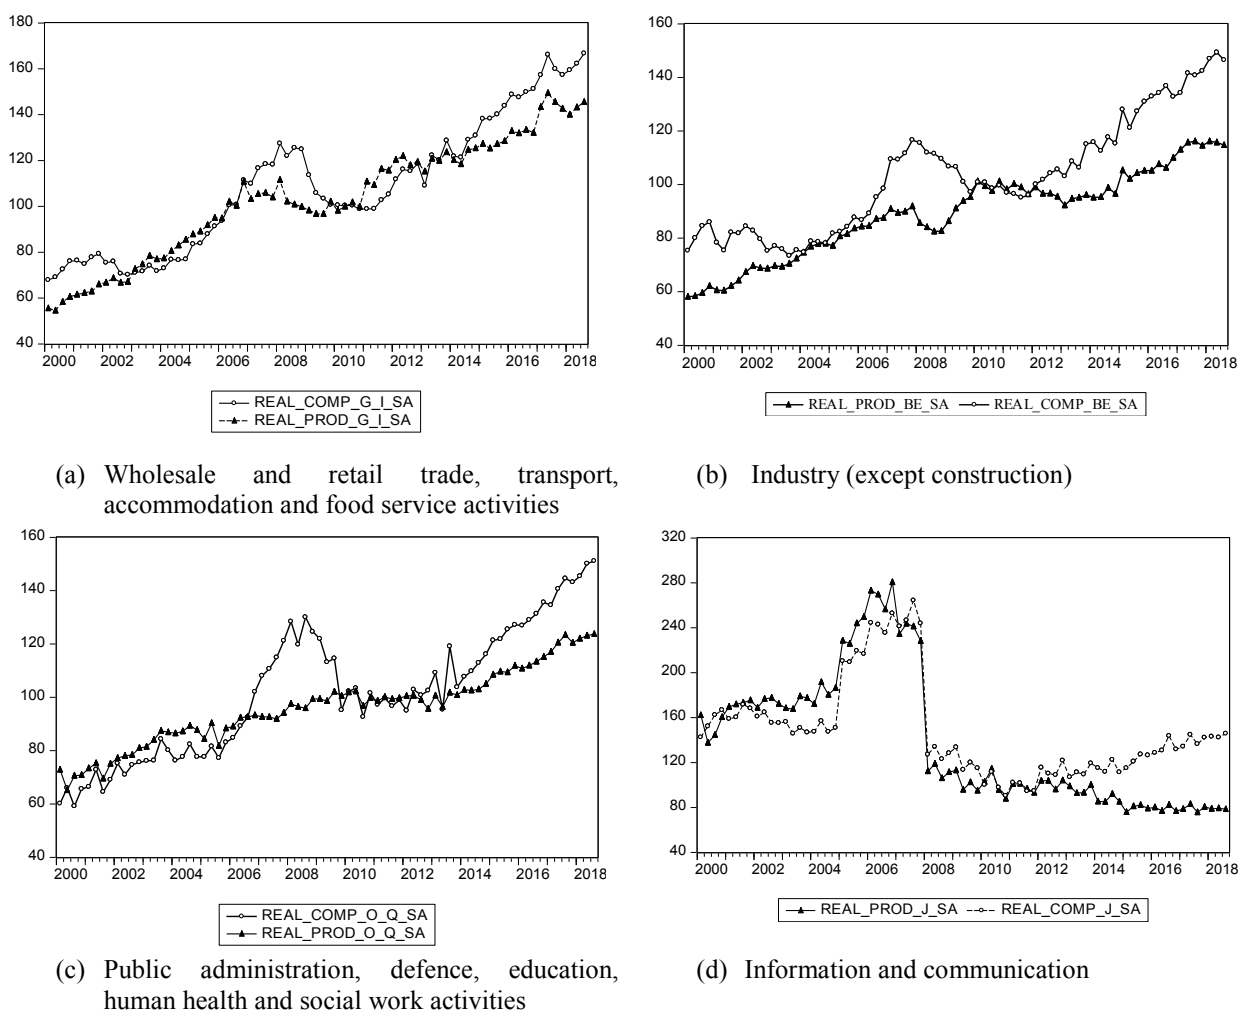 180
160
140
120
100
80
60
40
2000 2002 2004 2006 2008 2010 2012 2014 2016 2018
REAL_COMP_G_I_SA
REAL_PROD_G_I_SA
(a) Wholesale and retail trade, transport,
accommodation and food service activities
160
140
120
100
80
60
40
2000 2002 2004 2006 2008 2010 2012 2014 2016 2018
REAL_PROD_BE_SA REAL_COMP_BE_SA
(b) Industry (except construction)
160
140
120
100
80
60
40
2000 2002 2004 2006 2008 2010 2012 2014 2016 2018
REAL_COMP_O_Q_SA
REAL_PROD_O_Q_SA
(c) Public administration, defence, education,
human health and social work activities
320
280
240
200
160
120
80
40
2000 2002 2004 2006 2008 2010 2012 2014 2016 2018
REAL_PROD_J_SA REAL_COMP_J_SA
(d) Information and communication